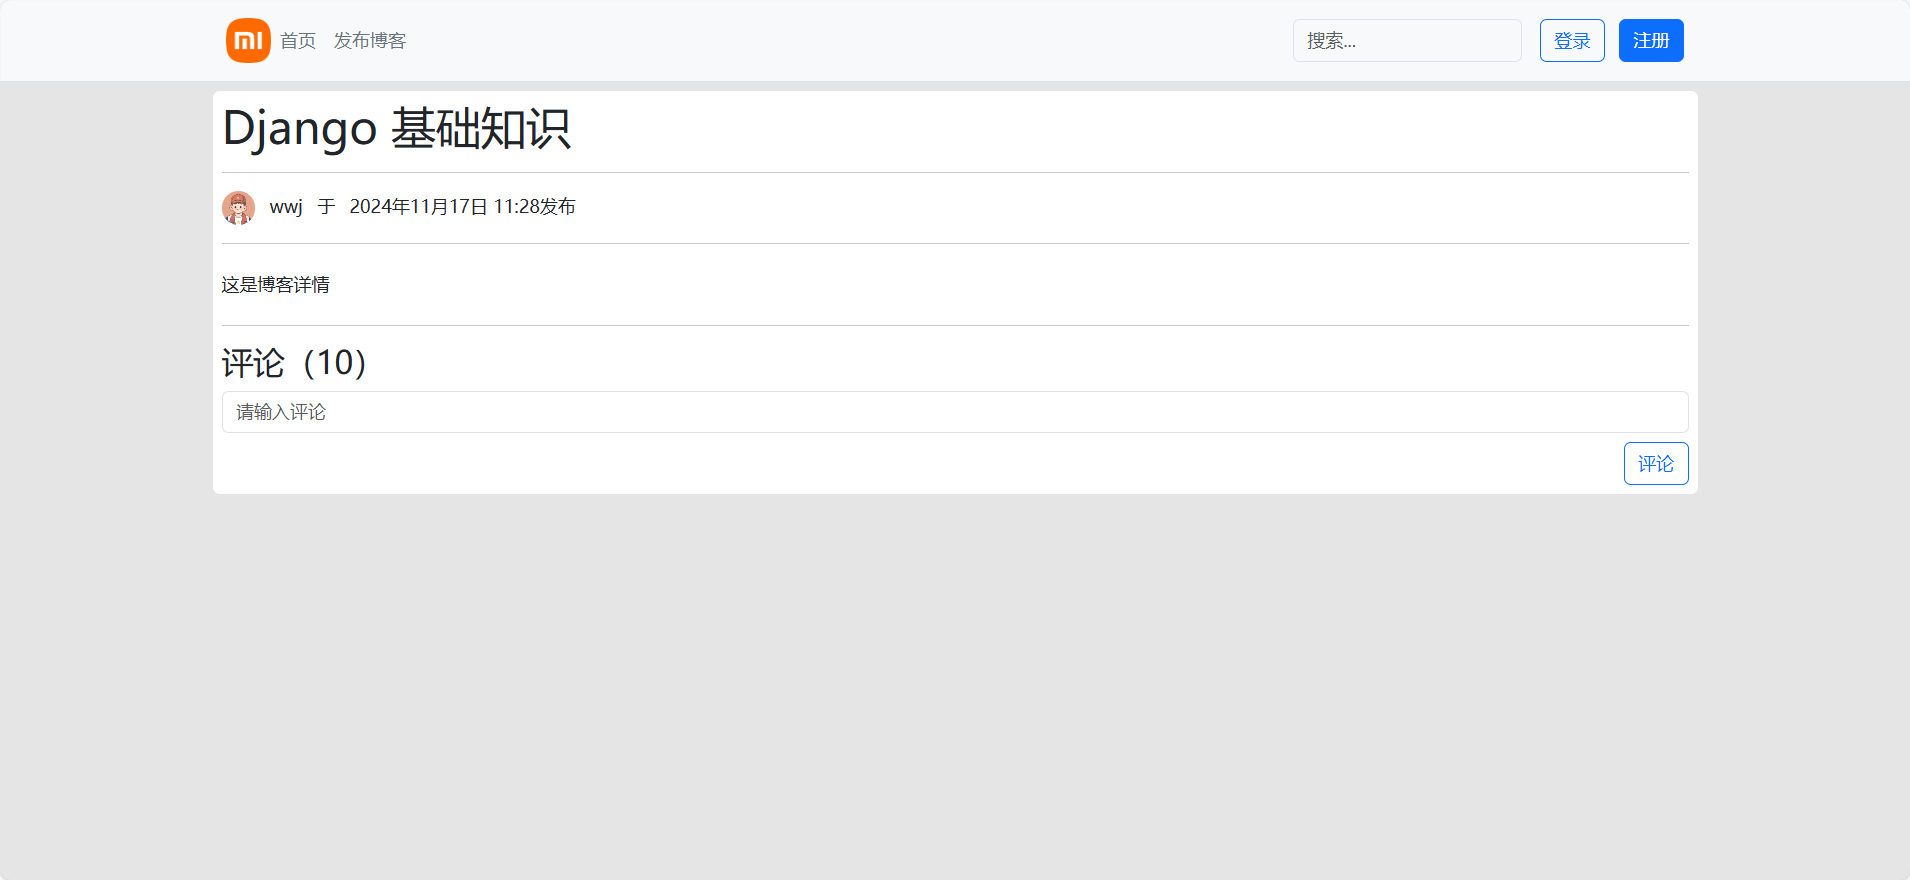 mi 首页 发布博客 搜索... 登录 注册
Django 基础知识
wwj 于 2024年11月17日 11:28发布
这是博客详情
评论（10）
请输入评论
评论